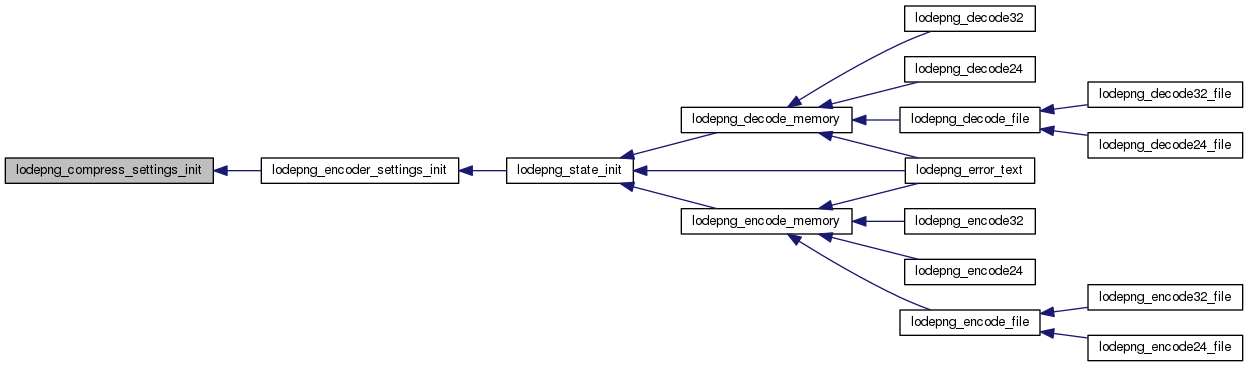 lodepng_decode32
lodepng_decode24
lodepng_decode32_file
lodepng_decode_memory
lodepng_decode_file
lodepng_decode24_file
lodepng_compress_settings_init
lodepng_encoder_settings_init
lodepng_state_init
lodepng_error_text
lodepng_encode_memory
lodepng_encode32
lodepng_encode24
lodepng_encode32_file
lodepng_encode_file
lodepng_encode24_file